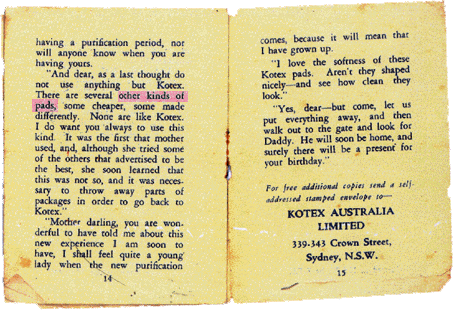 having a purification period, nor
will anyone know when you are
having yours.
"And dear, as a last thought do
not use anything but Kotex.
There are several other kinds of
pads, some cheaper, some made
differently. None are like Kotex.
I do want you always to use this
kind. It was the first that mother
used, and, although she tried some
of the others that advertised to be
the best, she soon learned that
this was not so, and it was neces-
sary to throw away parts of
packages in order to go back to
Kotex."
"Mother darling, you are won-
derful to have told me about this
new experience I am soon to
have, I shall feel quite a young
lady when the new purification
14
comes, because it will mean that
I have grown up.
"I love the softness of these
Kotex pads. Aren't they shaped
nicely—and see how clean they
look."
"Yes, dear—but come, let us
put everything away, and then
walk out to the gate and look for
Daddy. He will soon be home, and
surely there will be a present for
your birthday."
For free additional copies send a self-
addressed stamped envelope to—
KOTEX AUSTRALIA
LIMITED
339-343 Crown Street,
Sydney, N.S.W.
15